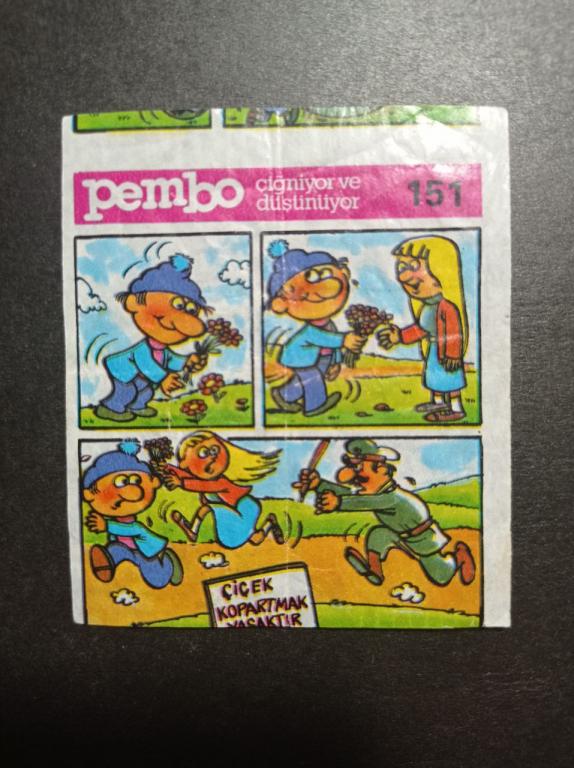 pembo
çiğniyor ve
düşünüyor
151
ÇİÇEK
KOPARTMAK
YASAKTIR